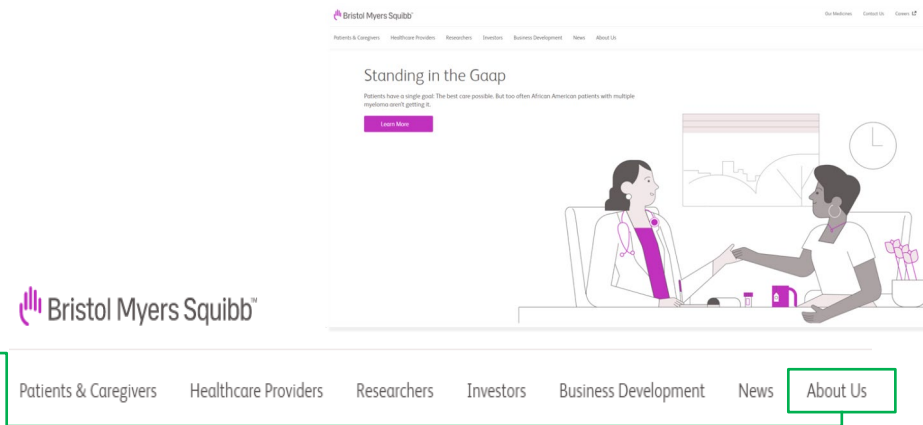 Bristol Myers Squibb™
Our Medicines Contact Us Careers
Patients & Caregivers Healthcare Providers Researchers Investors Business Development News About Us
Standing in the Gaap
Patients have a single goal: The best care possible. But too often African American patients with multiple
myeloma aren't getting it.
Learn More
Bristol Myers Squibb™
Patients & Caregivers Healthcare Providers Researchers Investors Business Development News About Us